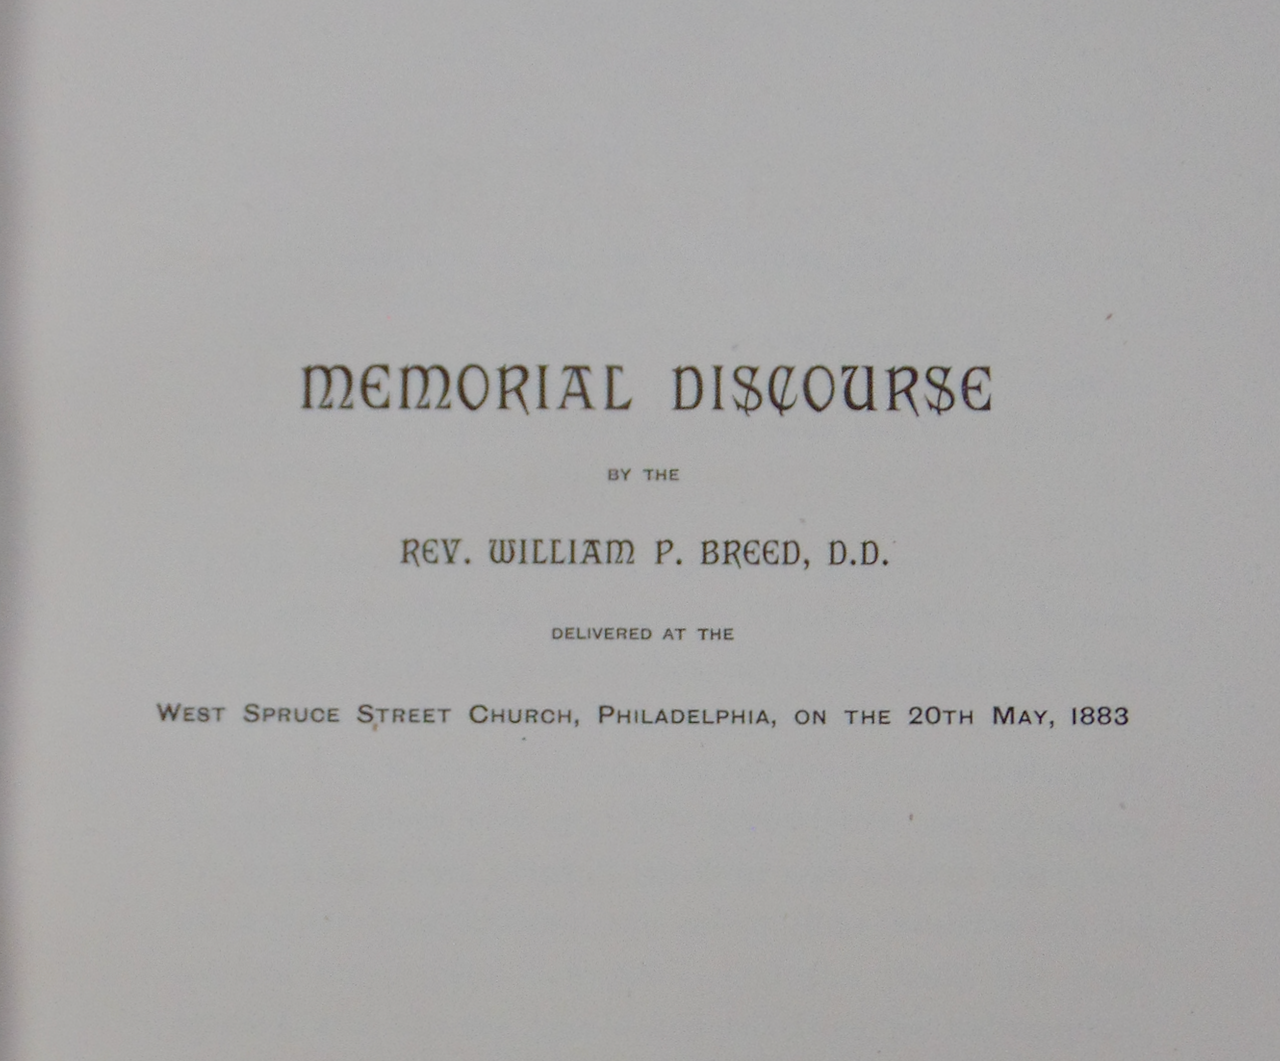 MEMORIAL DISCOURSE
BY THE
REV. WILLIAM P. BREED, D.D.
DELIVERED AT THE
WEST SPRUCE STREET CHURCH, PHILADELPHIA, ON THE 20TH MAY, 1883